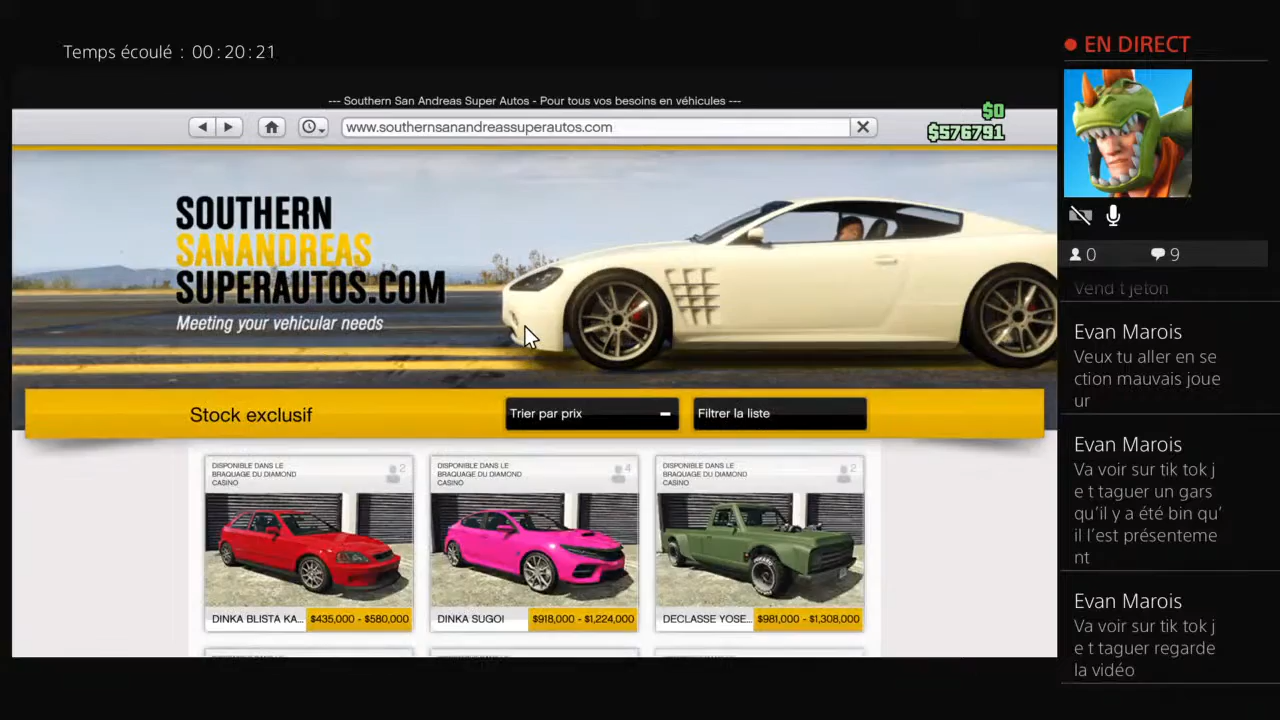 Temps écoulé : 00:20:21
EN DIRECT
--- Southern San Andreas Super Autos - Pour tous vos besoins en véhicules ---
www.southernsanandreassuperautos.com
$0
$576791
SOUTHERN
SANANDREAS
SUPERAUTOS.COM
Meeting your vehicular needs
0 9
Vend t jeton
Evan Marois
Veux tu aller en se
ction mauvais joue
ur
Evan Marois
Va voir sur tik tok j
e t taguer un gars
qu’il y a été bin qu’
il l’est présenteme
nt
Evan Marois
Va voir sur tik tok j
e t taguer regarde
la vidéo
Stock exclusif
Trier par prix
Filtrer la liste
DISPONIBLE DANS LE
BRAQUAGE DU DIAMOND
CASINO
2
DINKA BLISTA KA... $435,000 - $580,000
DISPONIBLE DANS LE
BRAQUAGE DU DIAMOND
CASINO
4
DINKA SUGOI $918,000 - $1,224,000
DISPONIBLE DANS LE
BRAQUAGE DU DIAMOND
CASINO
2
DECLASSE YOSE... $981,000 - $1,308,000